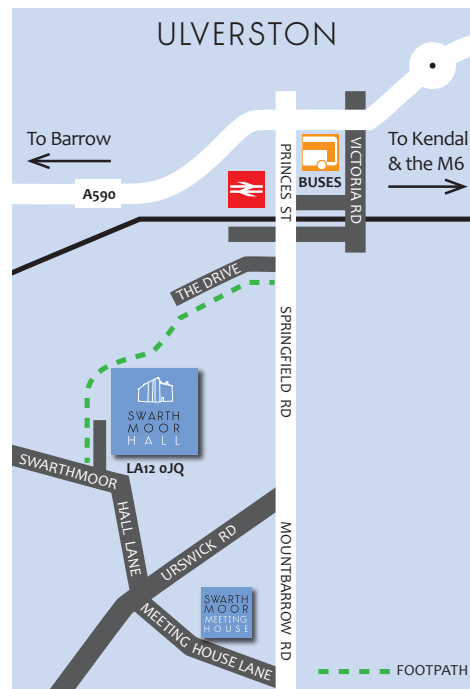 ULVERSTON
To Barrow
To Kendal
& the M6
A590
BUSES
PRINCES ST
VICTORIA RD
THE DRIVE
SPRINGFIELD RD
SWARTH
MOOR
HALL
LA12 0JQ
SWARTHMOOR
HALL LANE
URSWICK RD
MOUNTBARROW RD
SWARTH
MOOR
MEETING
HOUSE
MEETING HOUSE LANE
FOOTPATH